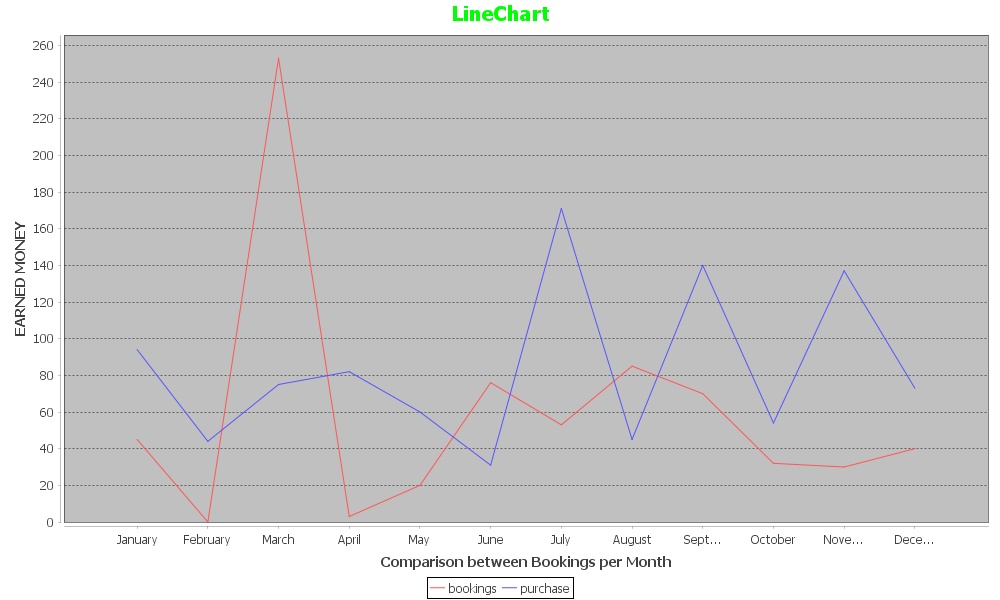 LineChart
EARNED MONEY
260
240
220
200
180
160
140
120
100
80
60
40
20
0
January February March April May June July August Sept... October Nove... Dece...
Comparison between Bookings per Month
bookings purchase